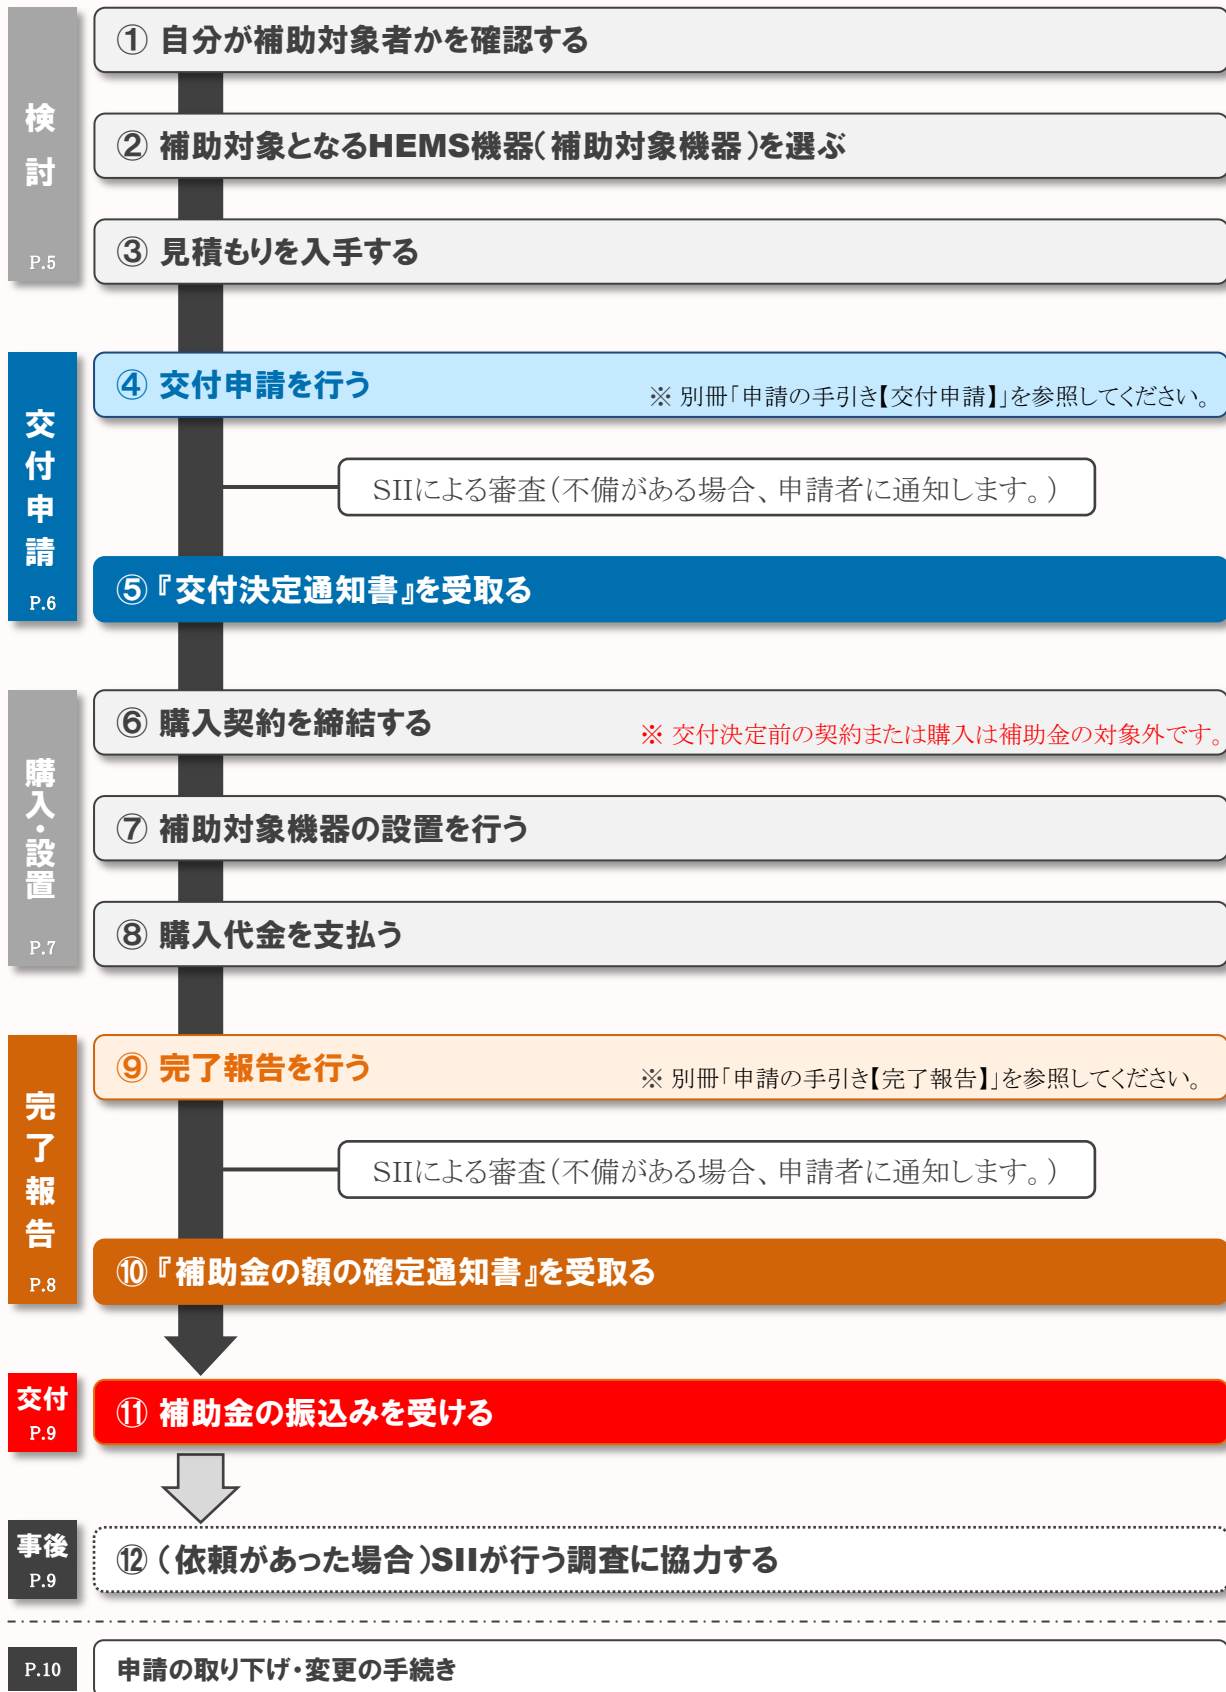 検討
P.5
① 自分が補助対象者かを確認する
② 補助対象となるHEMS機器(補助対象機器)を選ぶ
③ 見積もりを入手する
交付申請
P.6
④ 交付申請を行う
※ 別冊「申請の手引き【交付申請】」を参照してください。
SIIによる審査(不備がある場合、申請者に通知します。)
⑤『交付決定通知書』を受取る
購入・設置
P.7
⑥ 購入契約を締結する
※ 交付決定前の契約または購入は補助金の対象外です。
⑦ 補助対象機器の設置を行う
⑧ 購入代金を支払う
完了報告
P.8
⑨ 完了報告を行う
※ 別冊「申請の手引き【完了報告】」を参照してください。
SIIによる審査(不備がある場合、申請者に通知します。)
⑩『補助金の額の確定通知書』を受取る
交付
P.9
⑪ 補助金の振込みを受ける
事後
P.9
⑫(依頼があった場合)SIIが行う調査に協力する
P.10
申請の取り下げ・変更の手続き